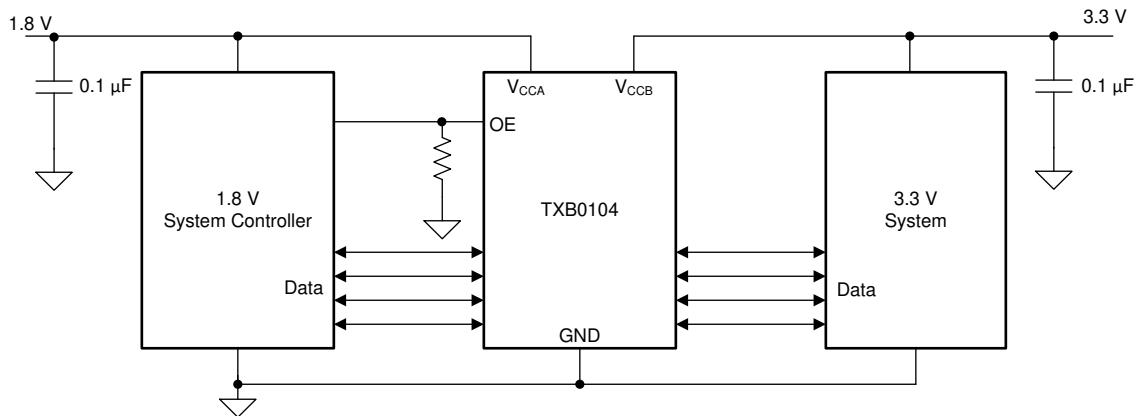 1.8 V
3.3 V
0.1 µF
V<sub>CCA</sub>
V<sub>CCB</sub>
0.1 µF
OE
1.8 V
System Controller
TXB0104
3.3 V
System
Data
Data
GND